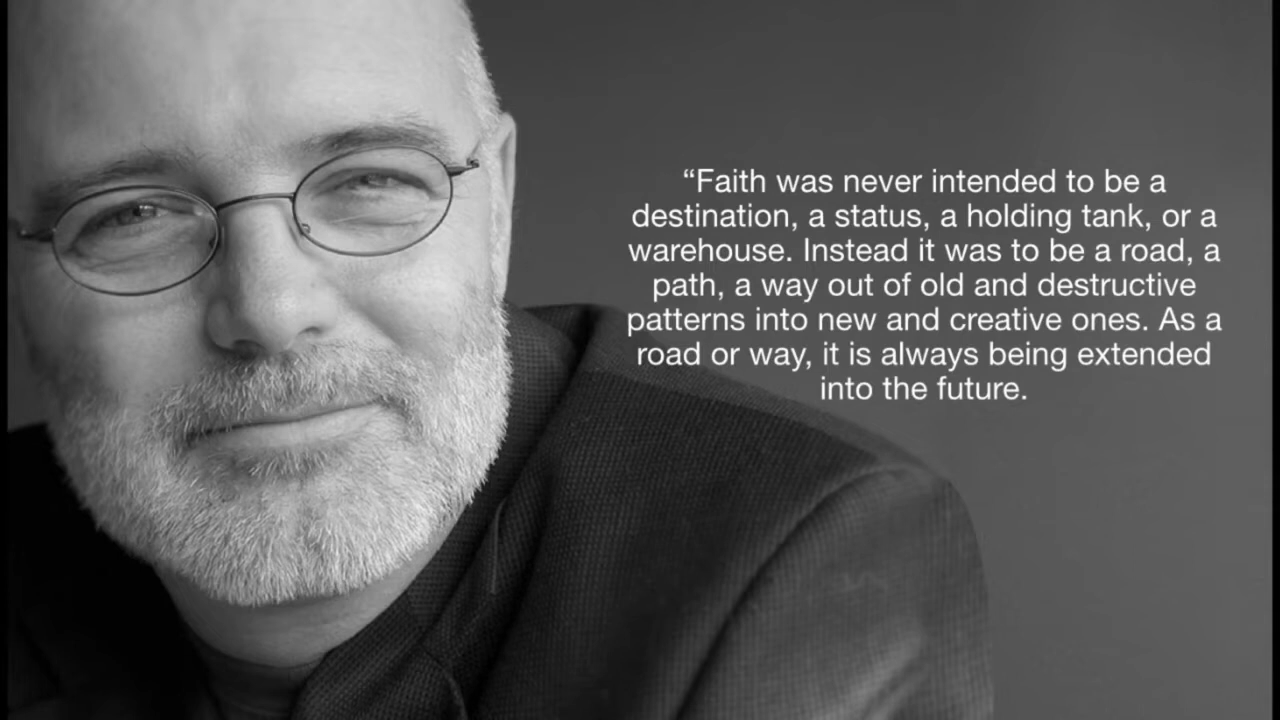 “Faith was never intended to be a
destination, a status, a holding tank, or a
warehouse. Instead it was to be a road, a
path, a way out of old and destructive
patterns into new and creative ones. As a
road or way, it is always being extended
into the future.